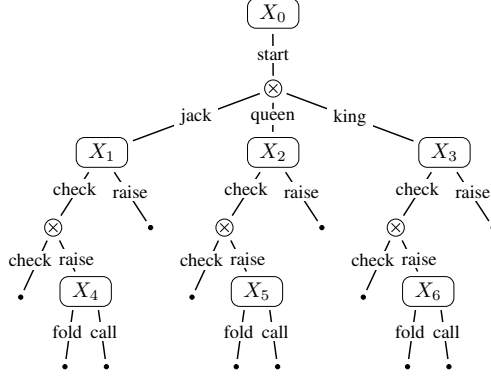 X₀
start
⊗
jack queen king
X₁ X₂ X₃
check raise check raise check raise
⊗ ⊗ ⊗
check raise check raise check raise
X₄ X₅ X₆
fold call fold call fold call